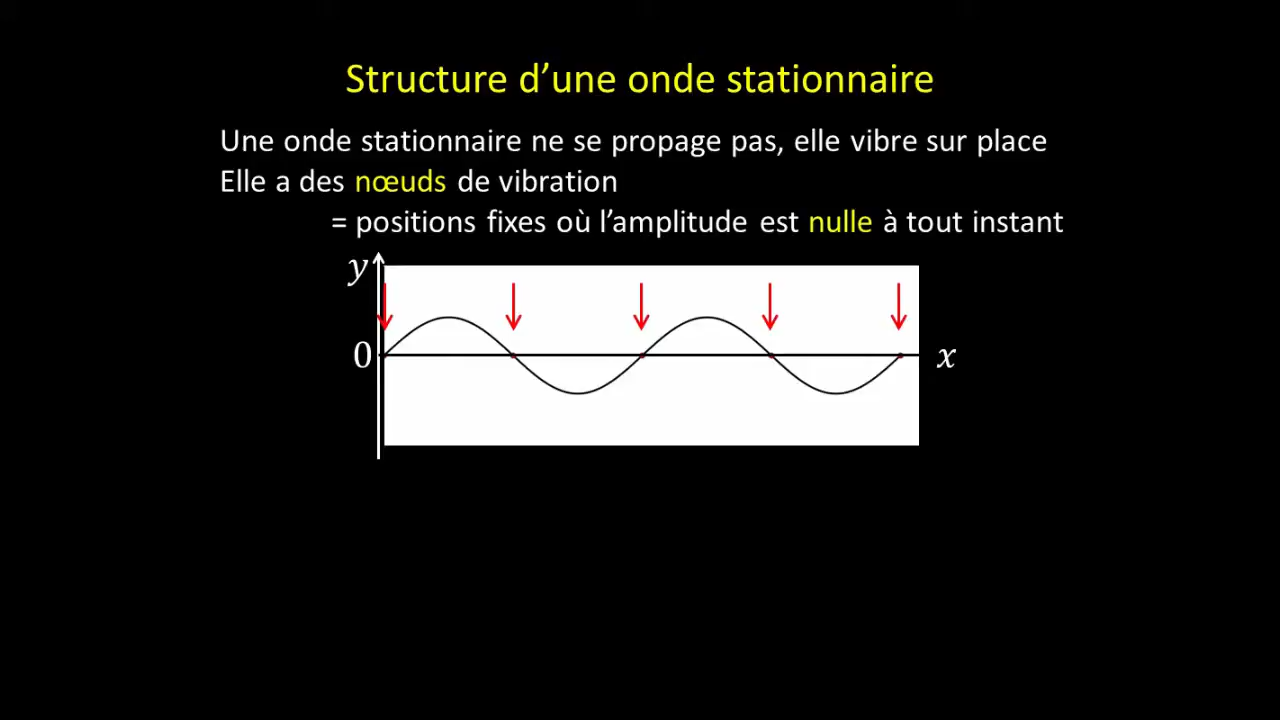 Structure d’une onde stationnaire
Une onde stationnaire ne se propage pas, elle vibre sur place
Elle a des nœuds de vibration
= positions fixes où l’amplitude est nulle à tout instant
y
0
x